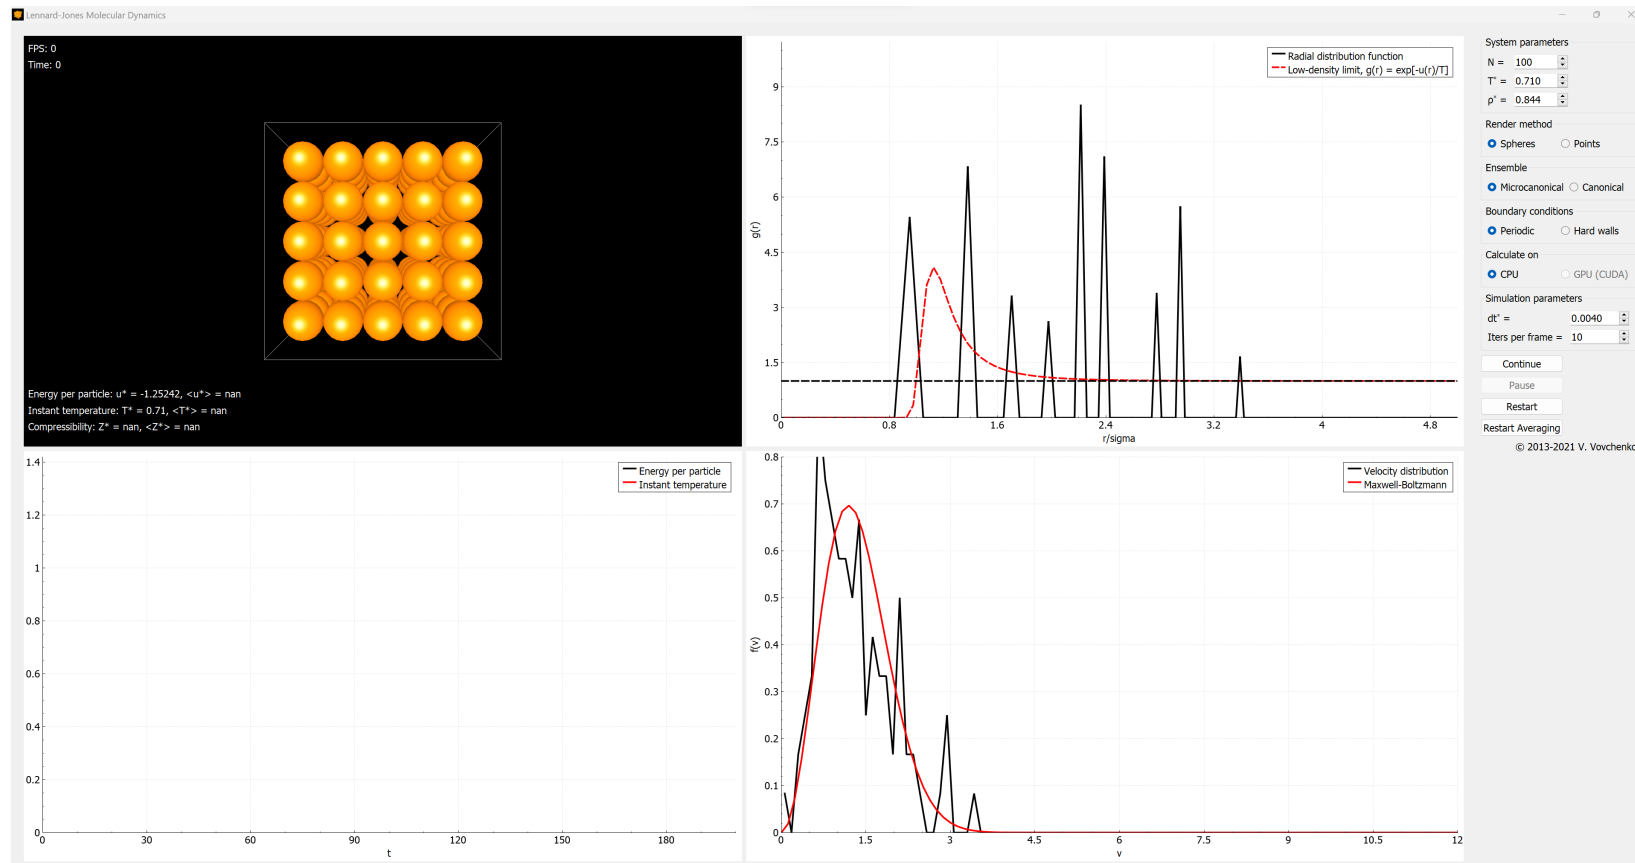 Lennard-Jones Molecular Dynamics
FPS: 0
Time: 0
Energy per particle: u* = -1.25242, <u*> = nan
Instant temperature: T* = 0.71, <T*> = nan
Compressibility: Z* = nan, <Z*> = nan
Radial distribution function
Low-density limit, g(r) = exp[-u(r)/T]
g(r)
9
7.5
6
4.5
3
1.5
0
0 0.8 1.6 2.4 3.2 4 4.8
r/sigma
System parameters
N = 100
T* = 0.710
ρ* = 0.844
Render method
Spheres Points
Ensemble
Microcanonical Canonical
Boundary conditions
Periodic Hard walls
Calculate on
CPU GPU (CUDA)
Simulation parameters
dt* = 0.0040
Iters per frame = 10
Continue
Pause
Restart
Restart Averaging
© 2013-2021 V. Vovchenko
Energy per particle
Instant temperature
1.4
1.2
1
0.8
0.6
0.4
0.2
0
0 30 60 90 120 150 180
t
Velocity distribution
Maxwell-Boltzmann
f(v)
0.8
0.7
0.6
0.5
0.4
0.3
0.2
0.1
0
0 1.5 3 4.5 6 7.5 9 10.5 12
v